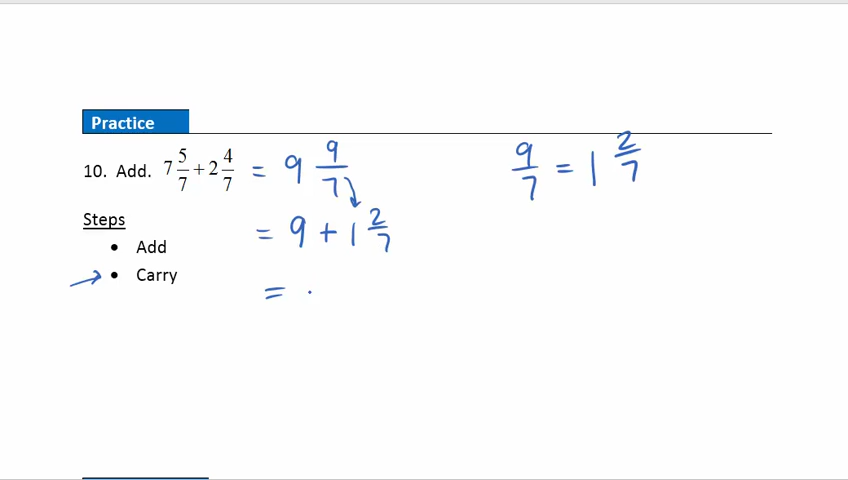 Practice
10. Add. 7 5/7 + 2 4/7 = 9 9/7
9/7 = 1 2/7
= 9 + 1 2/7
Steps
• Add
• Carry
=